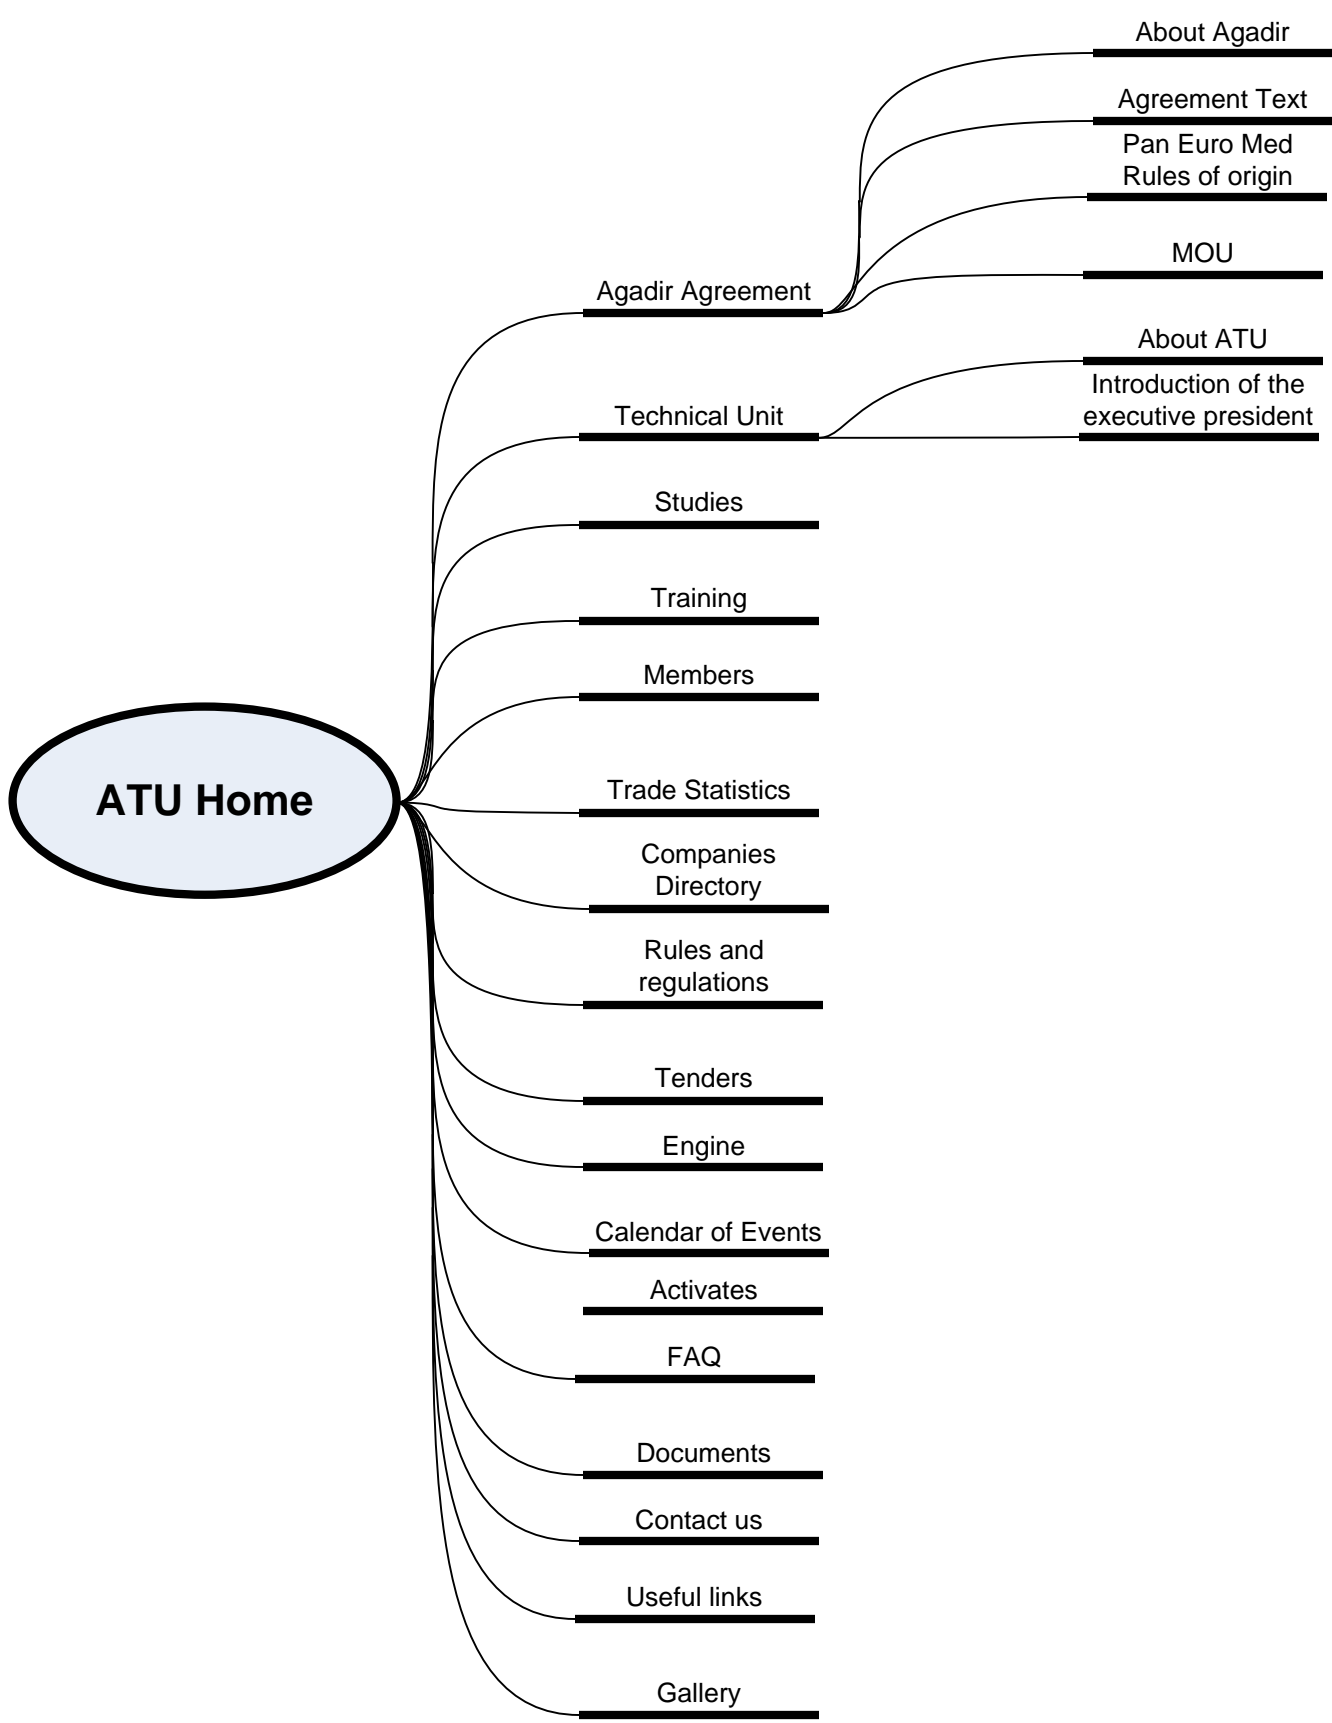 About Agadir
Agreement Text
Pan Euro Med
Rules of origin
MOU
Agadir Agreement
About ATU
Introduction of the
executive president
Technical Unit
Studies
Training
Members
ATU Home
Trade Statistics
Companies
Directory
Rules and
regulations
Tenders
Engine
Calendar of Events
Activates
FAQ
Documents
Contact us
Useful links
Gallery